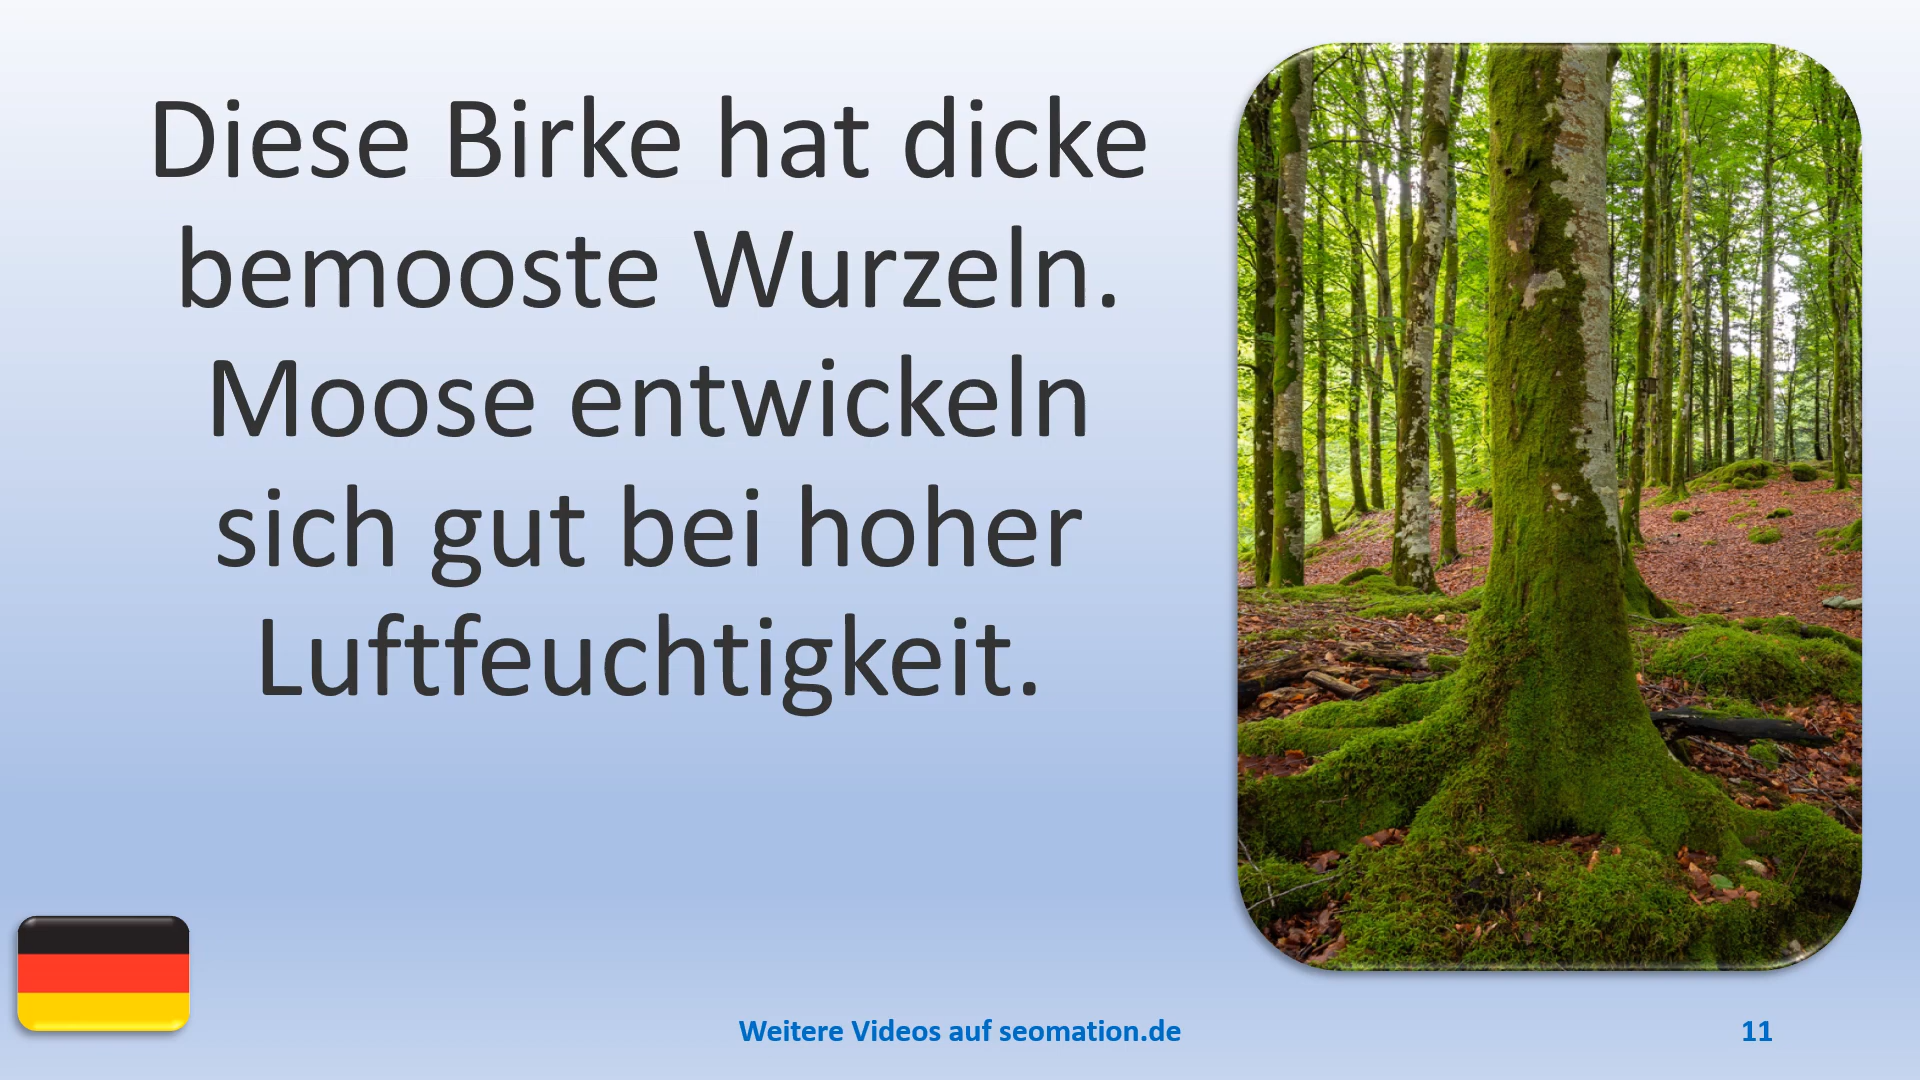 Diese Birke hat dicke
bemooste Wurzeln.
Moose entwickeln
sich gut bei hoher
Luftfeuchtigkeit.
Weitere Videos auf seomation.de
11